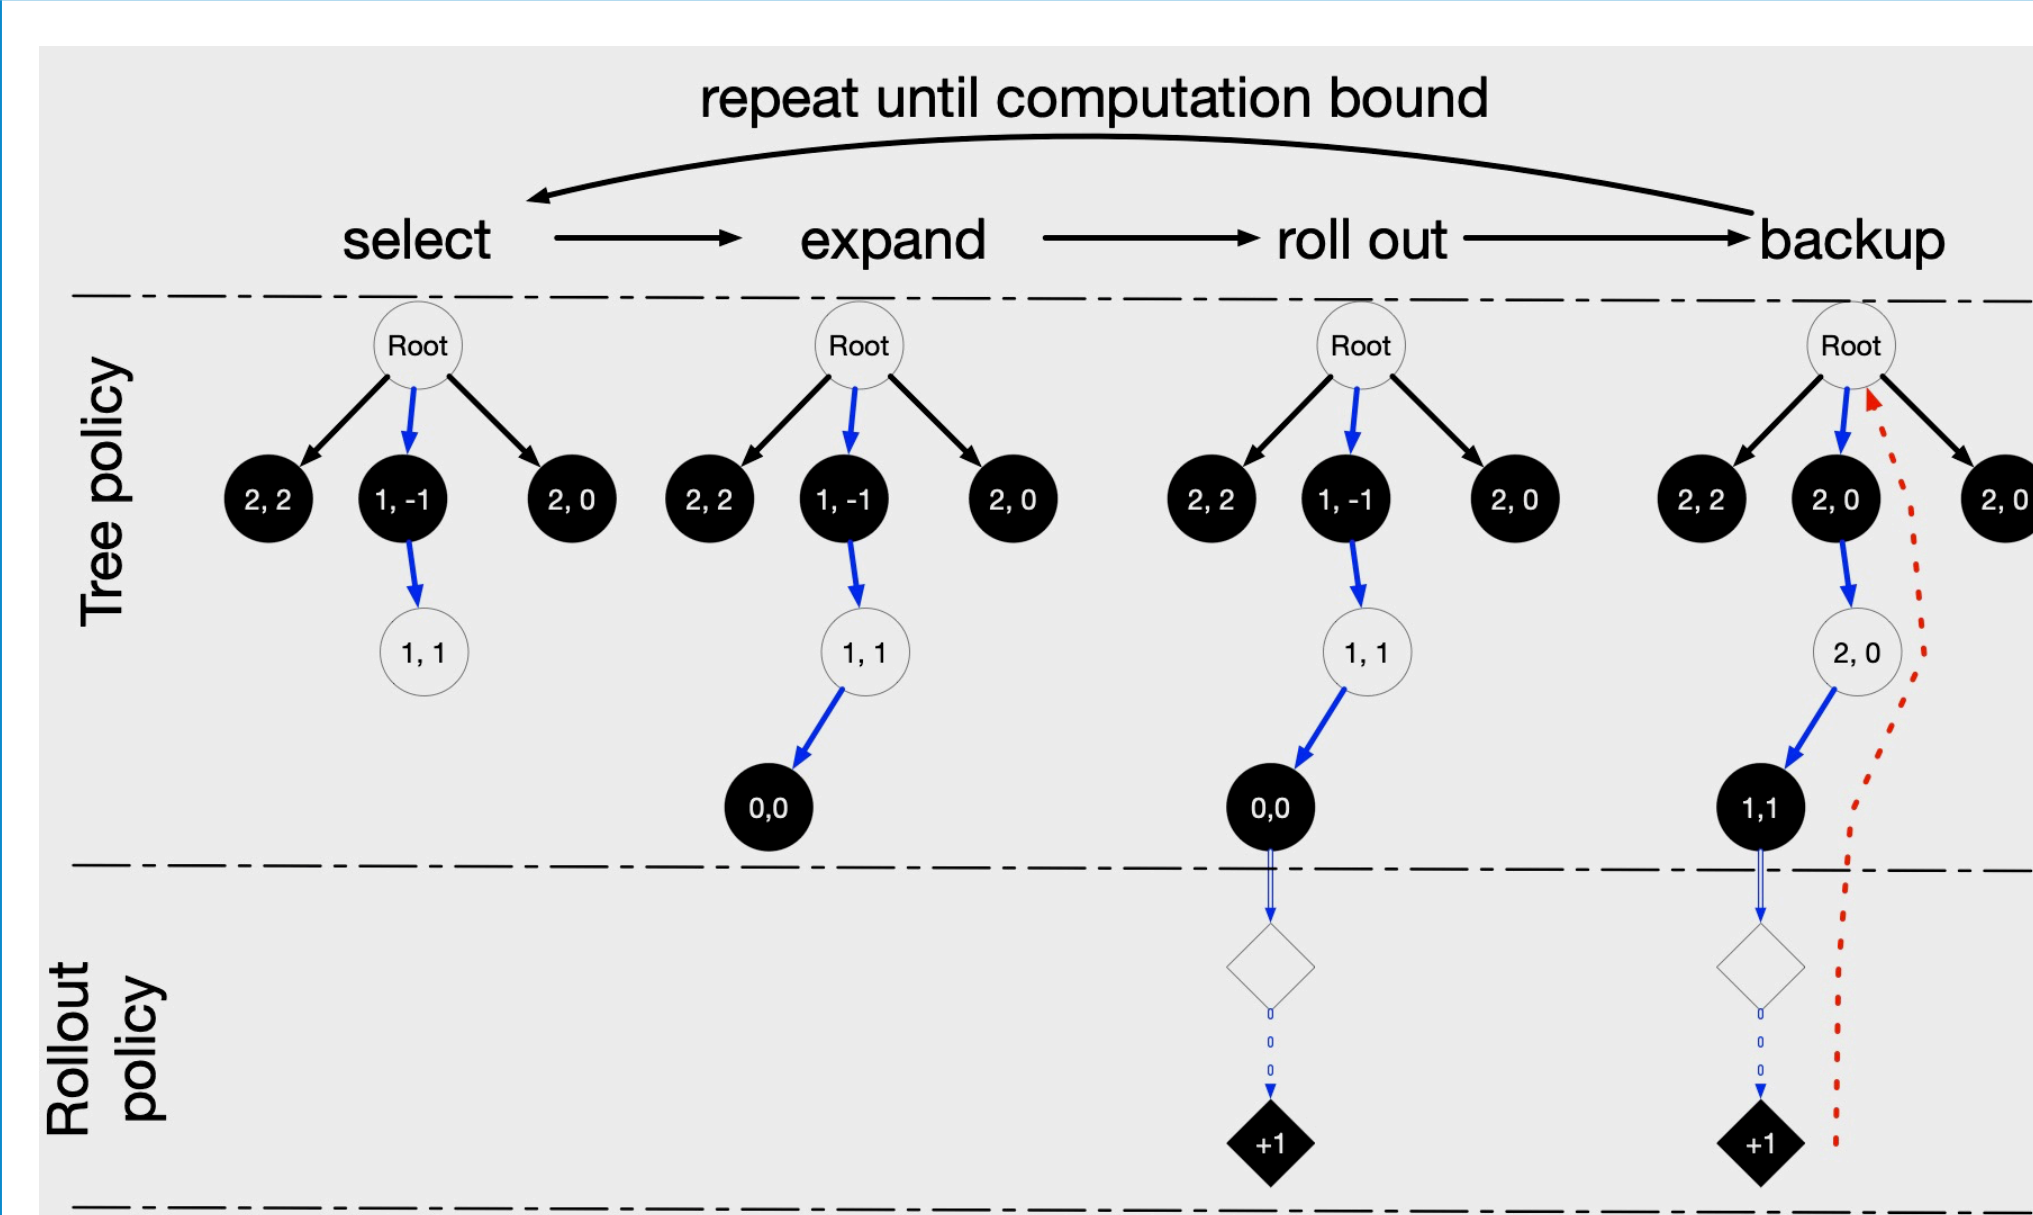 repeat until computation bound
select expand roll out backup
Tree policy
Root Root Root Root
2, 2 1, -1 2, 0 2, 2 1, -1 2, 0 2, 2 1, -1 2, 0 2, 2 2, 0 2, 0
1, 1 1, 1 1, 1 2, 0
0,0 0,0 1,1
Rollout
policy
+1 +1